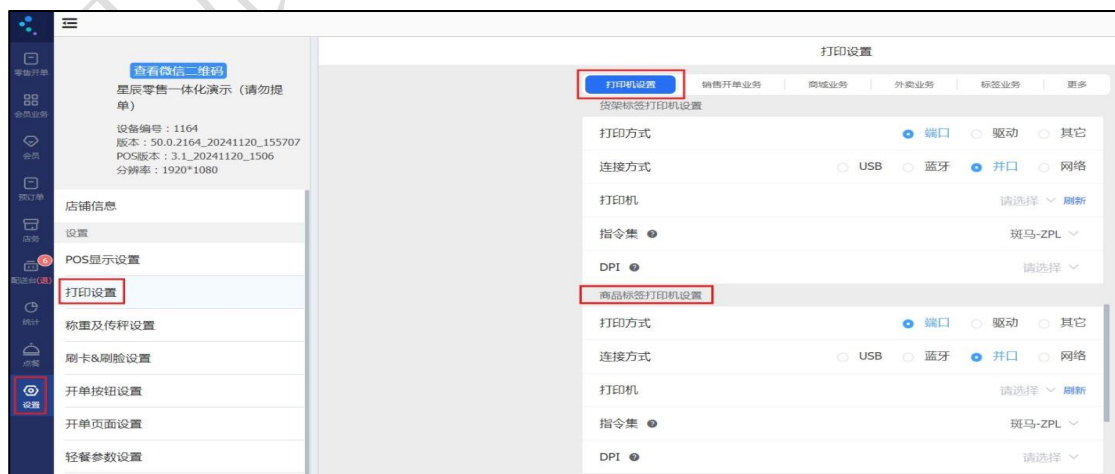 打印设置
零售开单
会员业务
会员
预订单
店务
6
配送台(退)
统计
点餐
设置
查看微信二维码
星辰零售一体化演示（请勿提
单）
设备编号：1164
版本：50.0.2164_20241120_155707
POS版本：3.1_20241120_1506
分辨率：1920*1080
店铺信息
设置
POS显示设置
打印设置
称重及传秤设置
刷卡&刷脸设置
开单按钮设置
开单页面设置
轻餐参数设置
打印机设置 销售开单业务 商城业务 外卖业务 标签业务 更多
货架标签打印机设置
打印方式 端口 驱动 其它
连接方式 USB 蓝牙 并口 网络
打印机 请选择 刷新
指令集 斑马-ZPL
DPI 请选择
商品标签打印机设置
打印方式 端口 驱动 其它
连接方式 USB 蓝牙 并口 网络
打印机 请选择 刷新
指令集 斑马-ZPL
DPI 请选择